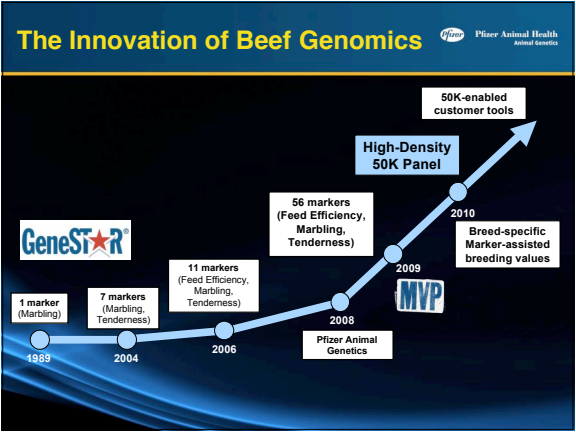 The Innovation of Beef Genomics
Pfizer
Pfizer Animal Health
Animal Genetics
50K-enabled
customer tools
High-Density
50K Panel
56 markers
(Feed Efficiency,
Marbling,
Tenderness)
2010
GeneSTAR®
Breed-specific
Marker-assisted
breeding values
11 markers
(Feed Efficiency,
Marbling,
Tenderness)
2009
MVP
1 marker
(Marbling)
7 markers
(Marbling,
Tenderness)
2008
Pfizer Animal
Genetics
1989
2004
2006